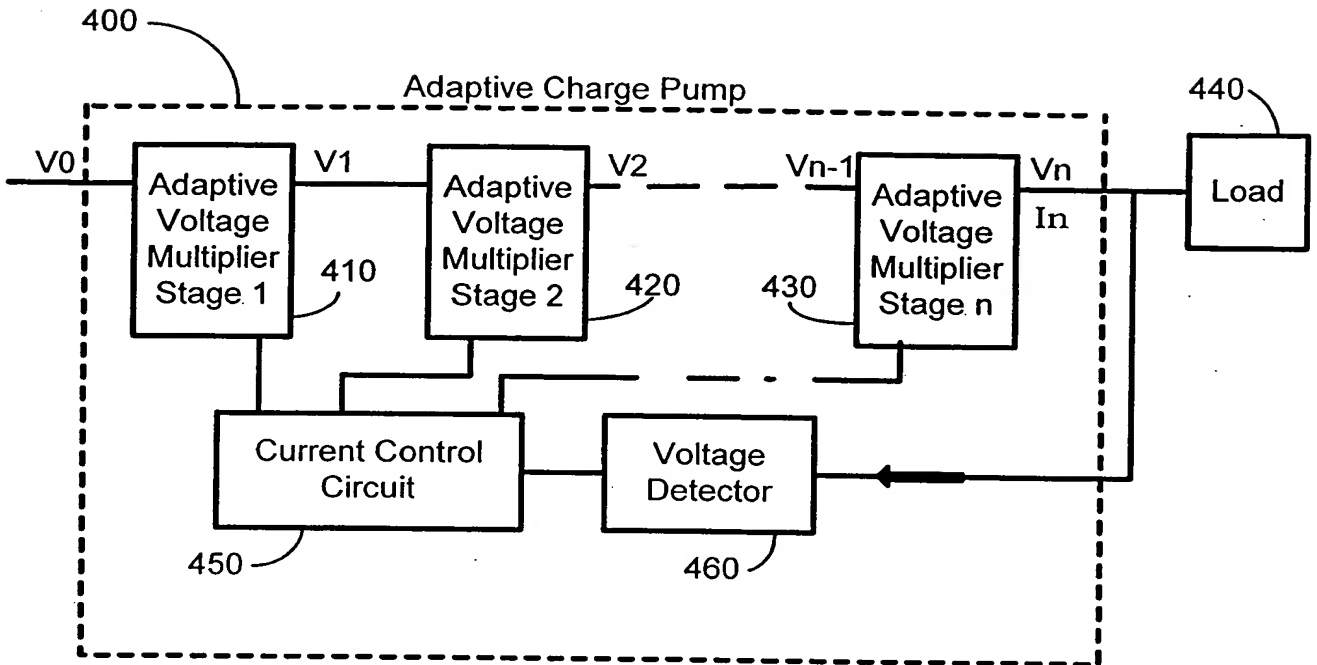 400
Adaptive Charge Pump
440
V0
Adaptive
Voltage
Multiplier
Stage 1
V1
Adaptive
Voltage
Multiplier
Stage 2
V2
Vn-1
Adaptive
Voltage
Multiplier
Stage n
Vn
In
Load
410
420
430
Current Control
Circuit
Voltage
Detector
450
460